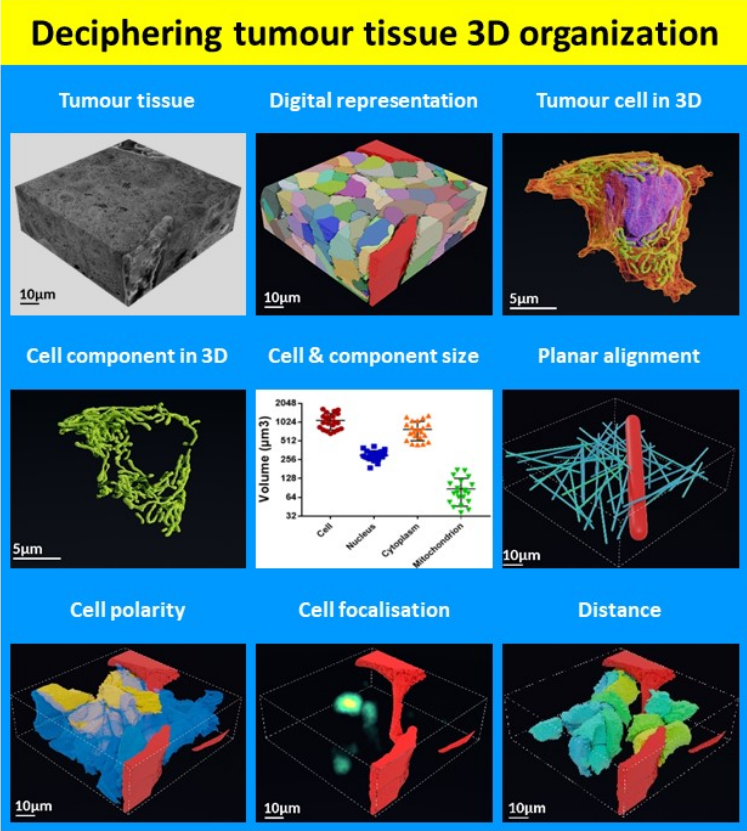 Deciphering tumour tissue 3D organization
Tumour tissue
Digital representation
Tumour cell in 3D
10µm
10µm
5µm
Cell component in 3D
Cell & component size
Planar alignment
5µm
Volume (µm3)
2048
1024
512
256
128
64
32
Cell
Nucleus
Cytoplasm
Mitochondrion
10µm
Cell polarity
Cell focalisation
Distance
10µm
10µm
10µm